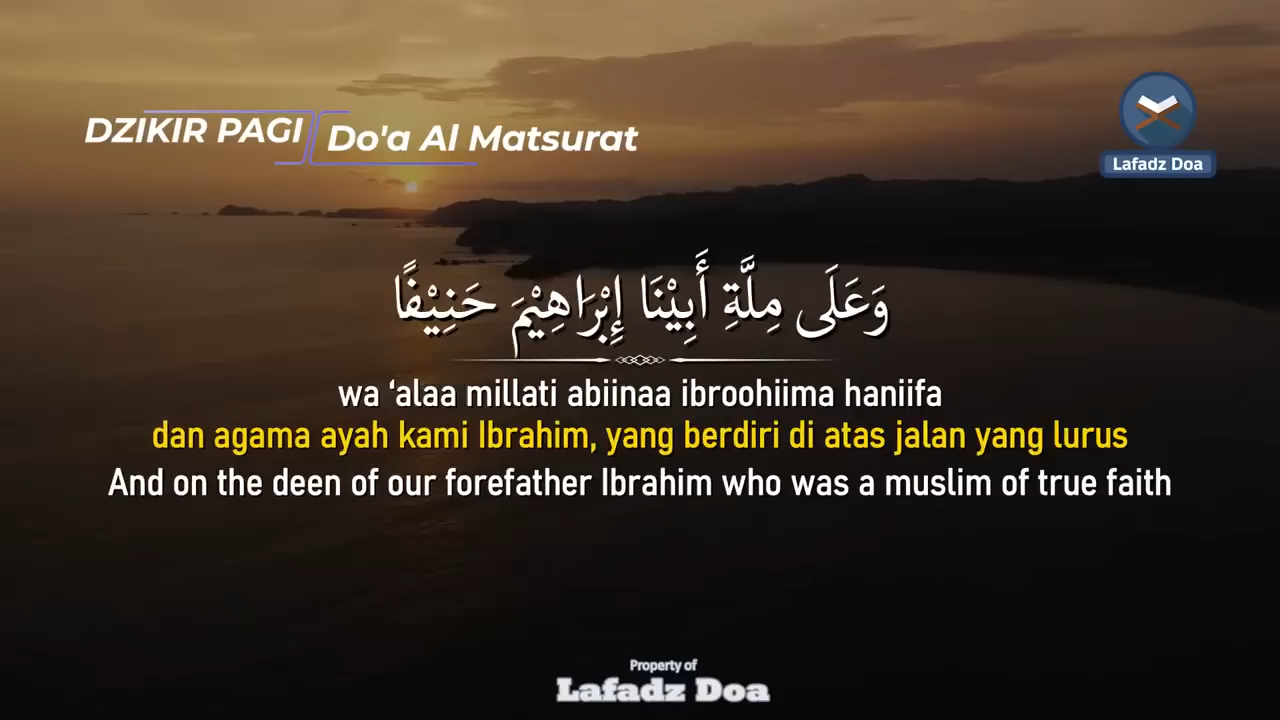 DZIKIR PAGI
Do'a Al Matsurat
Lafadz Doa
وَعَلَى مِلَّةِ أَبِيْنَا إِبْرَاهِيْمَ حَنِيْفًا
wa ‘alaa millati abiinaa ibroohiima haniifa
dan agama ayah kami Ibrahim, yang berdiri di atas jalan yang lurus
And on the deen of our forefather Ibrahim who was a muslim of true faith
Property of
Lafadz Doa